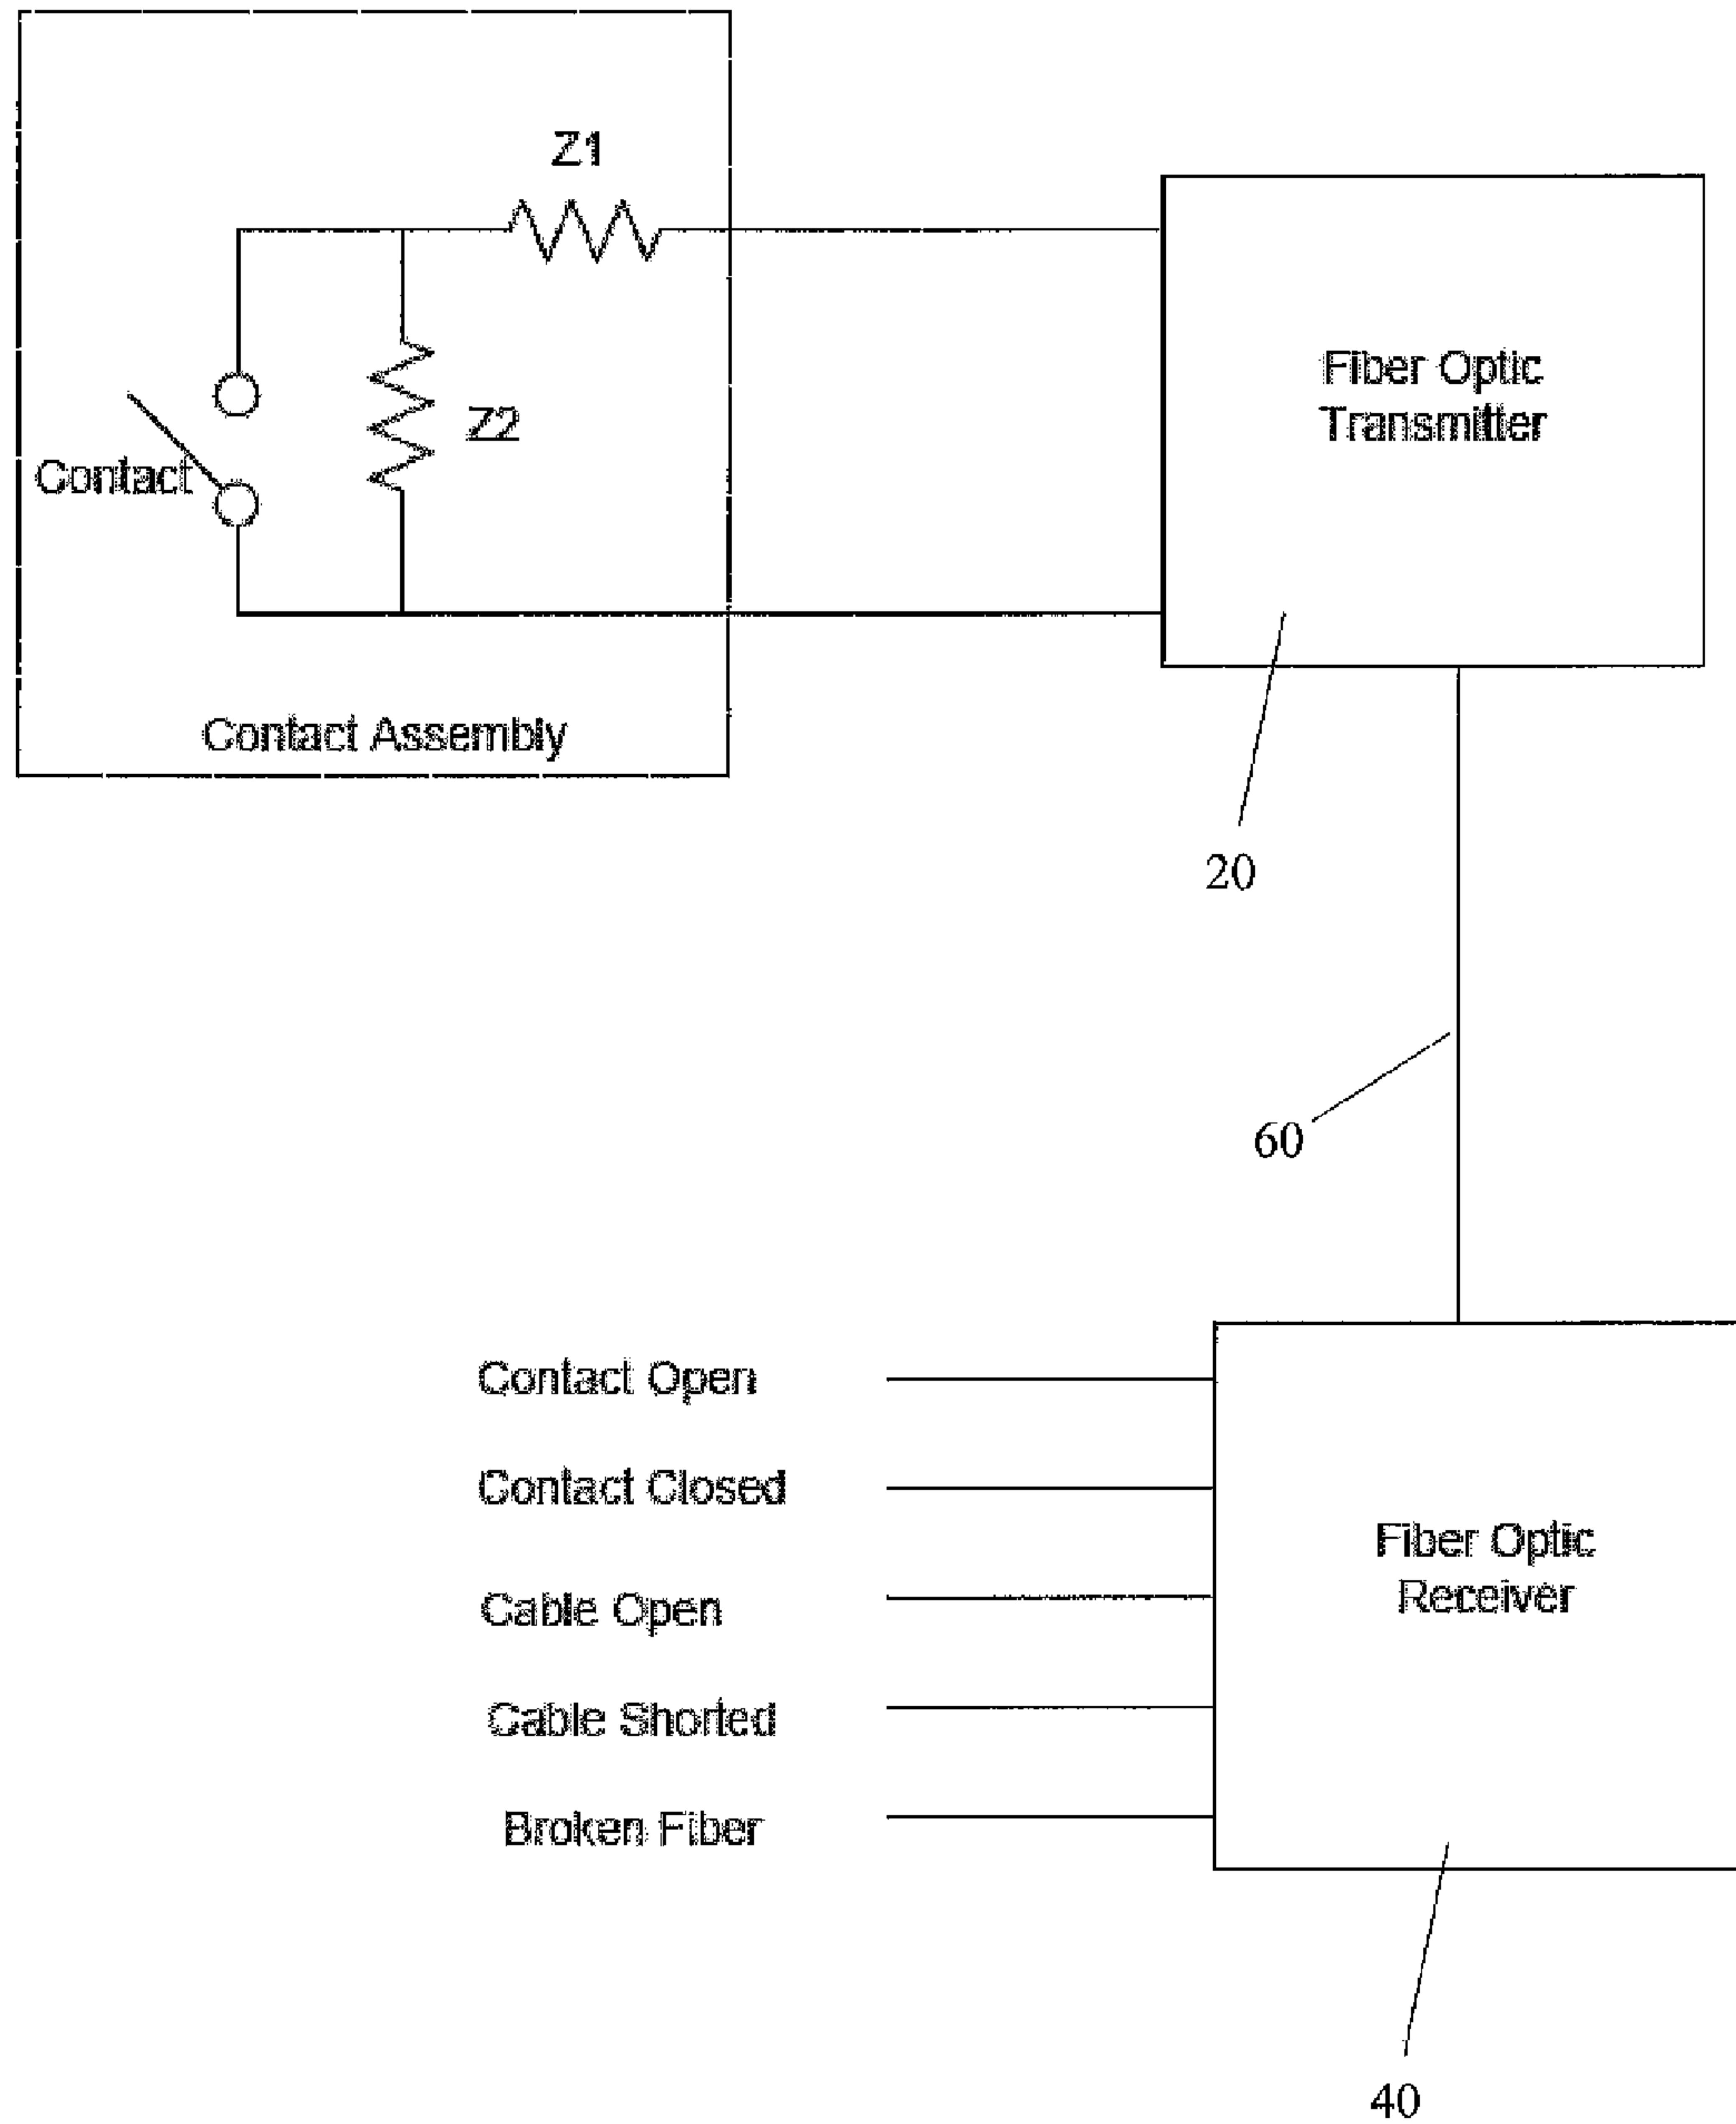 Z1
Z2
Contact
Contact Assembly
Fiber Optic
Transmitter
20
60
Contact Open
Contact Closed
Cable Open
Cable Shorted
Broken Fiber
Fiber Optic
Receiver
40